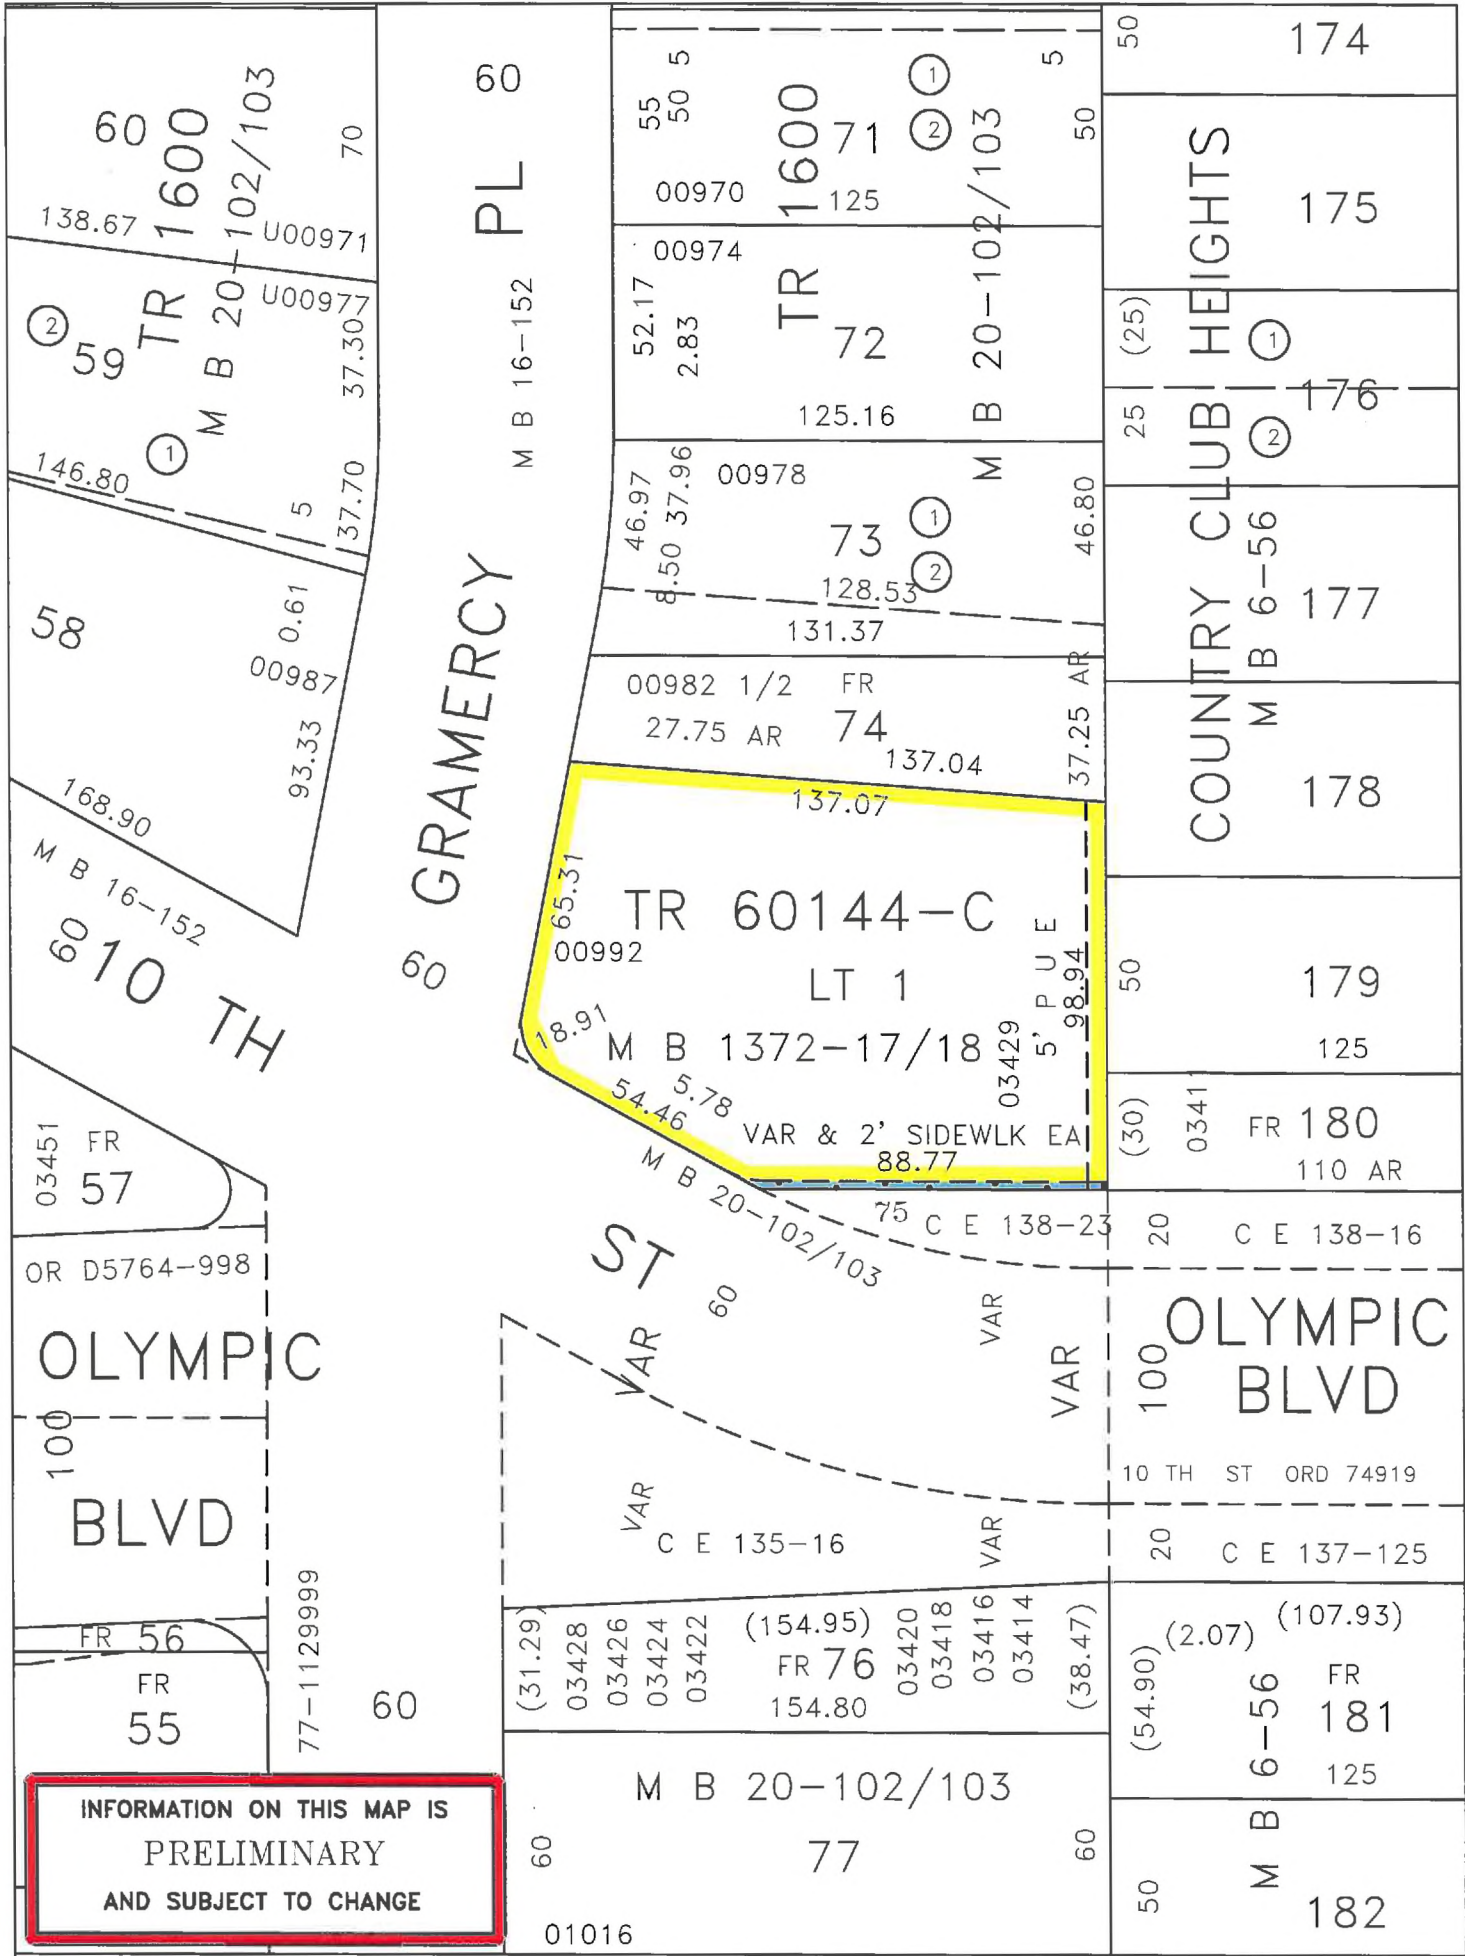 60
TR 1600
M B 20-102/103
70
138.67
U00971
U00977
2
59
TR
37.30
1
146.80
5
37.70
58
0.61
00987
93.33
168.90
M B 16-152
60
10 TH
60
PL
M B 16-152
GRAMERCY
60
55
50
5
1600
71
1
2
5
50
00970
125
M B 20-102/103
00974
TR
52.17
2.83
72
125.16
46.97
8.50
37.96
00978
73
1
2
46.80
128.53
131.37
00982 1/2 FR
27.75 AR
74
137.04
37.25 AR
137.07
65.31
TR 60144-C
00992
LT 1
5' P U E
98.94
18.91
M B 1372-17/18
03429
5.78
54.46
VAR & 2' SIDEWLK EA
88.77
M B 20-102/103
75
C E 138-23
50
174
175
COUNTRY CLUB HEIGHTS
(25)
1
176
25
2
M B 6-56
177
178
50
179
125
(30)
0341
FR 180
110 AR
20
C E 138-16
03451
FR
57
OR D5764-998
OLYMPIC
100
BLVD
ST
60
VAR
VAR
VAR
100
OLYMPIC
BLVD
10 TH ST ORD 74919
VAR
C E 135-16
VAR
20
C E 137-125
FR 56
FR
55
77-1129999
60
(31.29)
03428
03426
03424
03422
(154.95)
FR 76
154.80
03420
03418
03416
03414
(38.47)
(54.90)
(2.07)
(107.93)
M B 6-56
FR
181
125
60
M B 20-102/103
77
60
01016
50
182
INFORMATION ON THIS MAP IS
PRELIMINARY
AND SUBJECT TO CHANGE